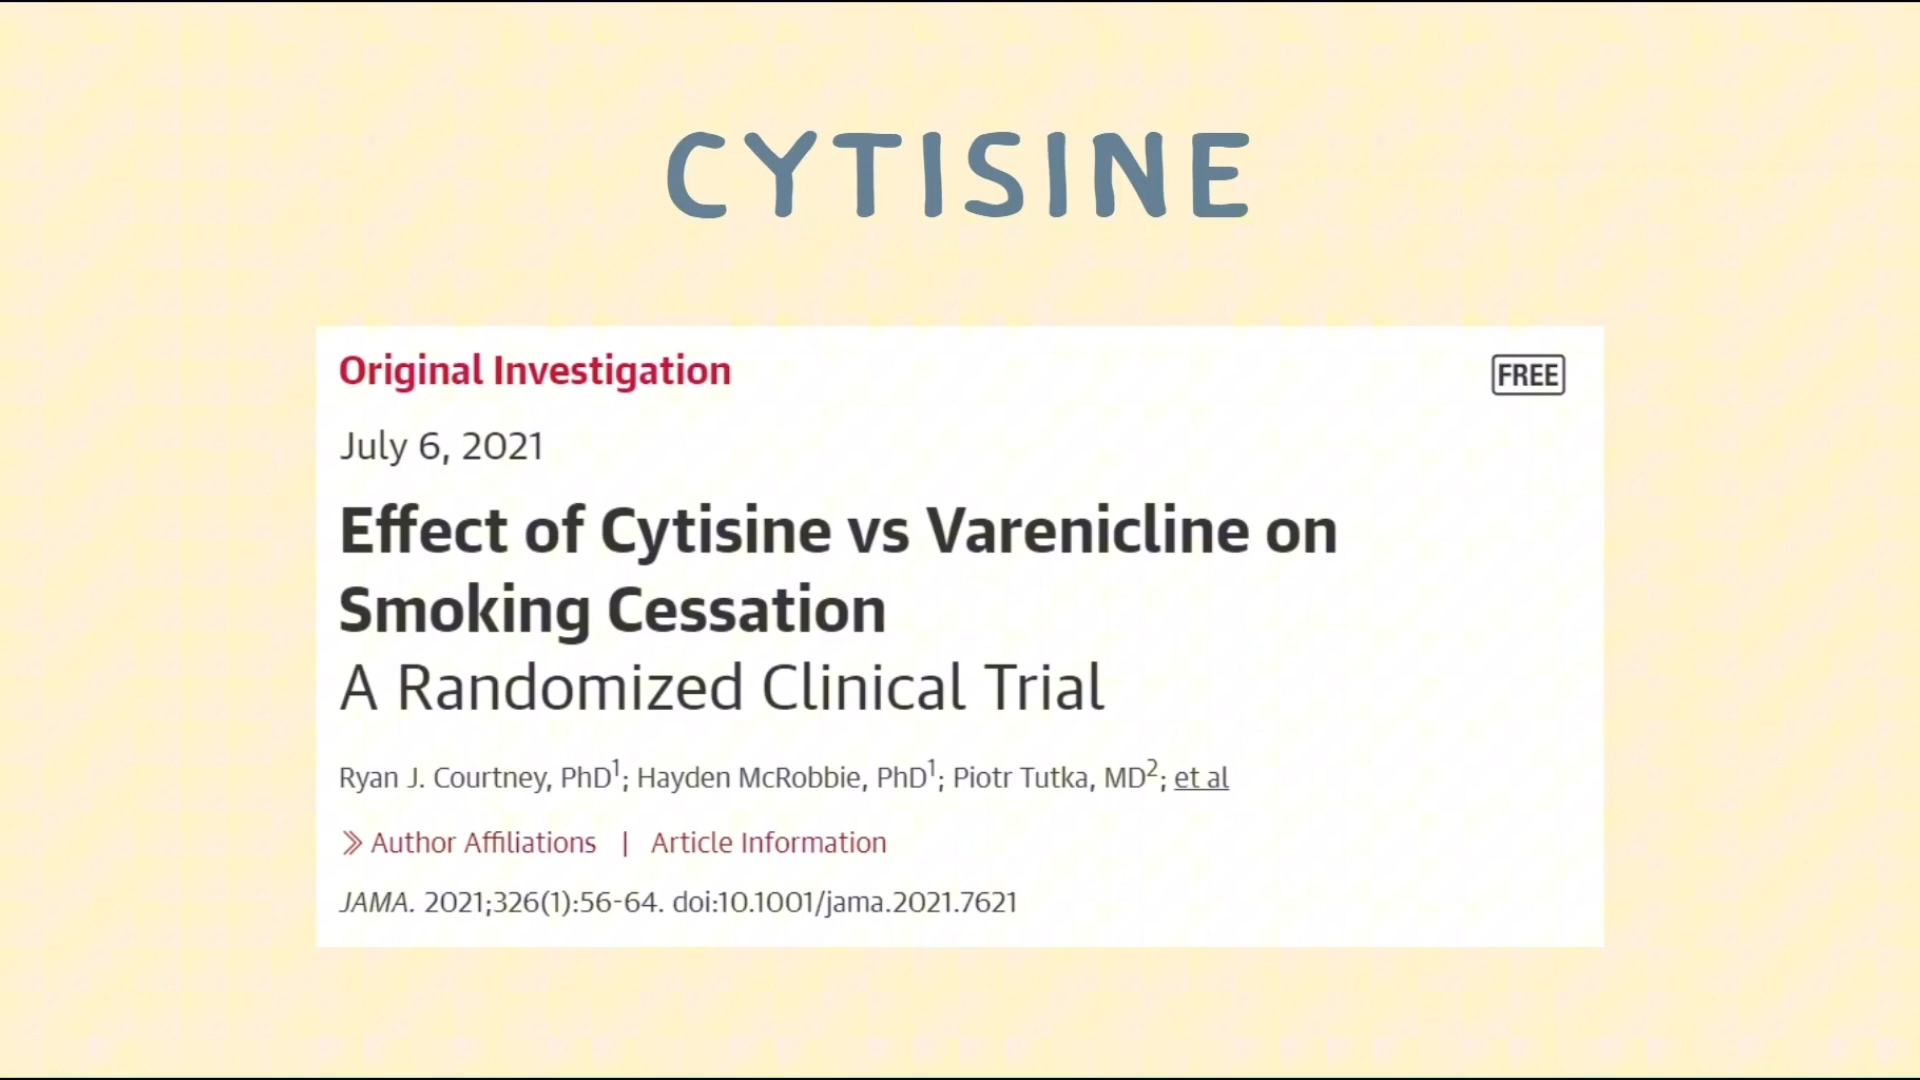 CYTISINE
Original Investigation
FREE
July 6, 2021
Effect of Cytisine vs Varenicline on
Smoking Cessation
A Randomized Clinical Trial
Ryan J. Courtney, PhD1; Hayden McRobbie, PhD1; Piotr Tutka, MD2; et al
» Author Affiliations | Article Information
JAMA. 2021;326(1):56-64. doi:10.1001/jama.2021.7621